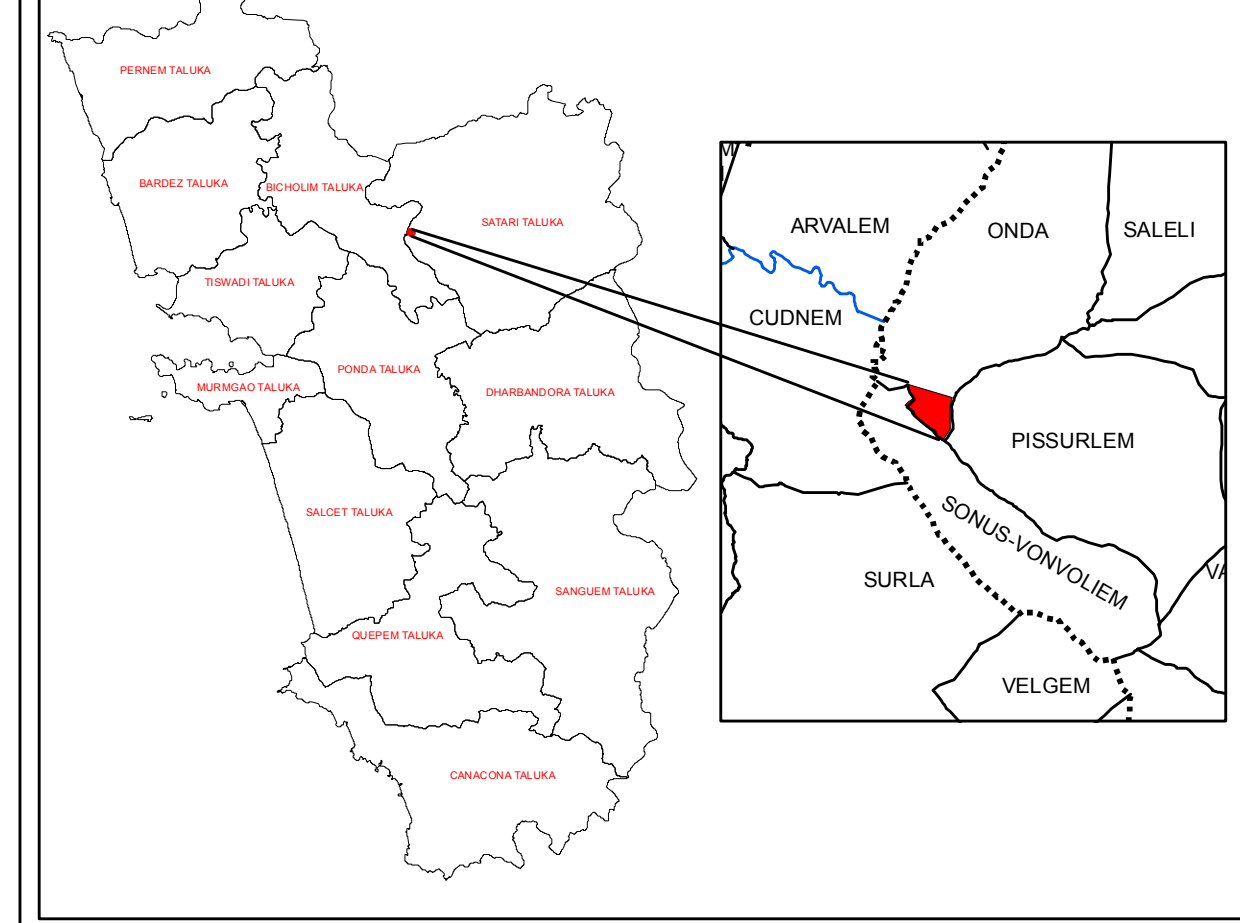 PERNEM TALUKA
BARDEZ TALUKA
BICHOLIM TALUKA
SATARI TALUKA
TISWADI TALUKA
PONDA TALUKA
MURMGAO TALUKA
DHARBANDORA TALUKA
SALCET TALUKA
SANGUEM TALUKA
QUEPEM TALUKA
CANACONA TALUKA
ARVALEM
ONDA
SALELI
CUDNEM
PISSURLEM
SONUS-VONVOLIEM
SURLA
VELGEM